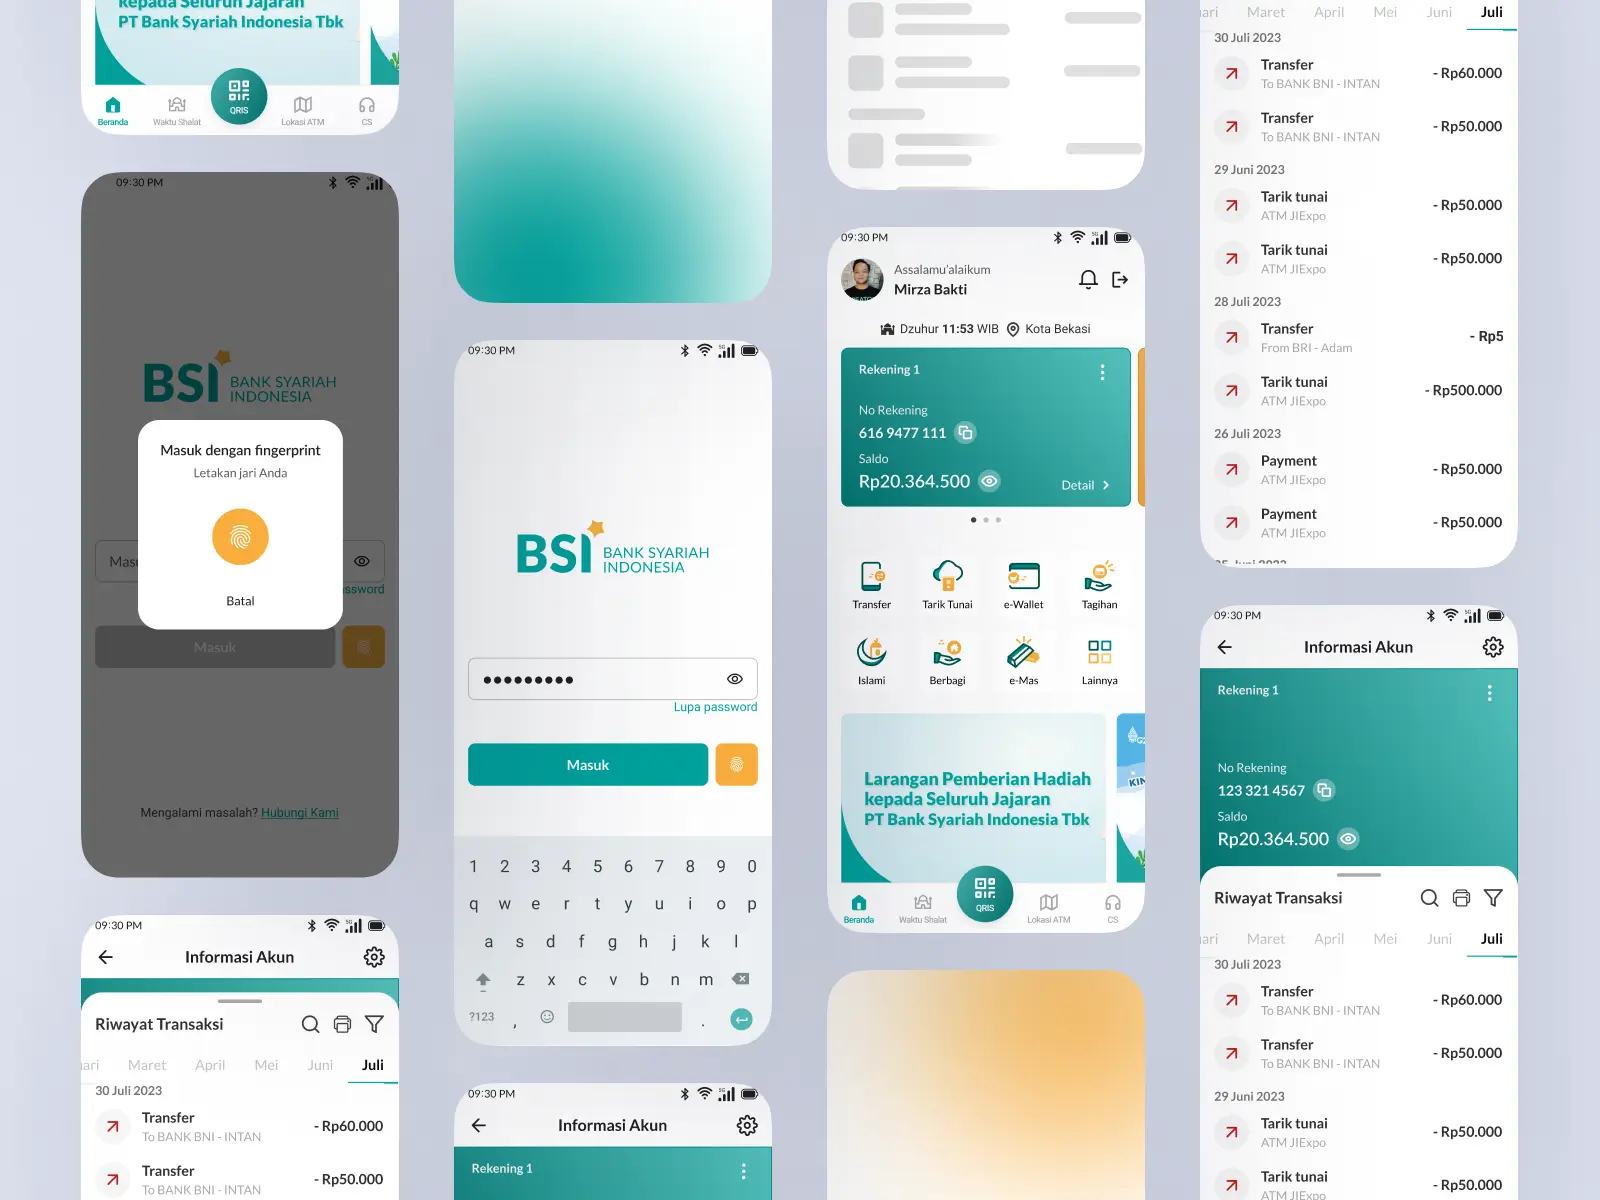 kepada Seluruh Jajaran
PT Bank Syariah Indonesia Tbk
Beranda
Waktu Shalat
QRIS
Lokasi ATM
CS
09:30 PM
5G
BSI BANK SYARIAH
INDONESIA
Masuk dengan fingerprint
Letakan jari Anda
Batal
ssword
Masuk
Mengalami masalah? Hubungi Kami
09:30 PM
5G
Informasi Akun
Riwayat Transaksi
ari
Maret
April
Mei
Juni
Juli
30 Juli 2023
Transfer
To BANK BNI - INTAN
- Rp60.000
Transfer
To BANK BNI - INTAN
- Rp50.000
09:30 PM
5G
BSI BANK SYARIAH
INDONESIA
Lupa password
Masuk
1 2 3 4 5 6 7 8 9 0
q w e r t y u i o p
a s d f g h j k l
z x c v b n m
?123 , .
09:30 PM
5G
Informasi Akun
Rekening 1
09:30 PM
5G
Assalamu'alaikum
Mirza Bakti
Dzuhur 11:53 WIB Kota Bekasi
Rekening 1
No Rekening
616 9477 111
Saldo
Rp20.364.500
Detail
Transfer
Tarik Tunai
e-Wallet
Tagihan
Islami
Berbagi
e-Mas
Lainnya
Larangan Pemberian Hadiah
kepada Seluruh Jajaran
PT Bank Syariah Indonesia Tbk
KIN
Beranda
Waktu Shalat
QRIS
Lokasi ATM
CS
ari
Maret
April
Mei
Juni
Juli
30 Juli 2023
Transfer
To BANK BNI - INTAN
- Rp60.000
Transfer
To BANK BNI - INTAN
- Rp50.000
29 Juni 2023
Tarik tunai
ATM JIExpo
- Rp50.000
Tarik tunai
ATM JIExpo
- Rp50.000
28 Juli 2023
Transfer
From BRI - Adam
- Rp5
Tarik tunai
ATM JIExpo
- Rp500.000
26 Juli 2023
Payment
ATM JIExpo
- Rp50.000
Payment
ATM JIExpo
- Rp50.000
09:30 PM
5G
Informasi Akun
Rekening 1
No Rekening
123 321 4567
Saldo
Rp20.364.500
Riwayat Transaksi
ari
Maret
April
Mei
Juni
Juli
30 Juli 2023
Transfer
To BANK BNI - INTAN
- Rp60.000
Transfer
To BANK BNI - INTAN
- Rp50.000
29 Juni 2023
Tarik tunai
ATM JIExpo
- Rp50.000
Tarik tunai
ATM JIExpo
- Rp50.000